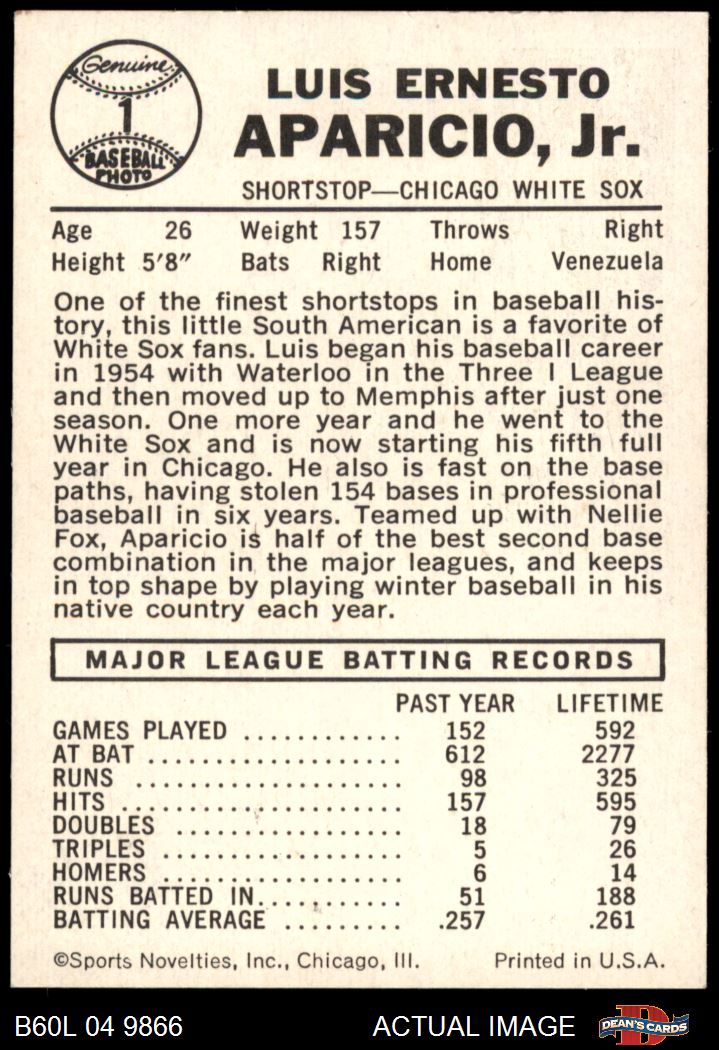 Genuine
1
BASEBALL
PHOTO
LUIS ERNESTO
APARICIO, Jr.
SHORTSTOP—CHICAGO WHITE SOX
Age 26 Weight 157 Throws Right
Height 5'8" Bats Right Home Venezuela
One of the finest shortstops in baseball his-
tory, this little South American is a favorite of
White Sox fans. Luis began his baseball career
in 1954 with Waterloo in the Three I League
and then moved up to Memphis after just one
season. One more year and he went to the
White Sox and is now starting his fifth full
year in Chicago. He also is fast on the base
paths, having stolen 154 bases in professional
baseball in six years. Teamed up with Nellie
Fox, Aparicio is half of the best second base
combination in the major leagues, and keeps
in top shape by playing winter baseball in his
native country each year.
MAJOR LEAGUE BATTING RECORDS
PAST YEAR LIFETIME
GAMES PLAYED ............ 152 592
AT BAT ................... 612 2277
RUNS .................... 98 325
HITS ..................... 157 595
DOUBLES ................. 18 79
TRIPLES .................. 5 26
HOMERS .................. 6 14
RUNS BATTED IN........... 51 188
BATTING AVERAGE ......... .257 .261
©Sports Novelties, Inc., Chicago, Ill. Printed in U.S.A.
B60L 04 9866 ACTUAL IMAGE D DEAN'S CARDS